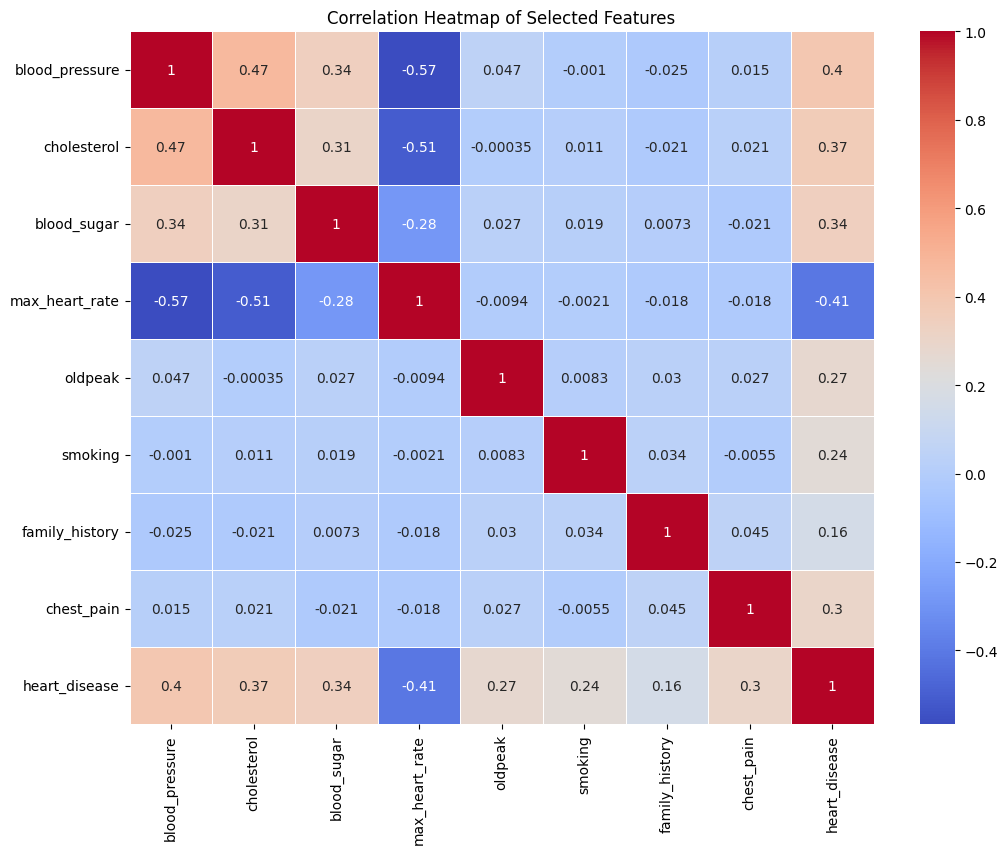 Correlation Heatmap of Selected Features
blood_pressure 1 0.47 0.34 -0.57 0.047 -0.001 -0.025 0.015 0.4
cholesterol 0.47 1 0.31 -0.51 -0.00035 0.011 -0.021 0.021 0.37
blood_sugar 0.34 0.31 1 -0.28 0.027 0.019 0.0073 -0.021 0.34
max_heart_rate -0.57 -0.51 -0.28 1 -0.0094 -0.0021 -0.018 -0.018 -0.41
oldpeak 0.047 -0.00035 0.027 -0.0094 1 0.0083 0.03 0.027 0.27
smoking -0.001 0.011 0.019 -0.0021 0.0083 1 0.034 -0.0055 0.24
family_history -0.025 -0.021 0.0073 -0.018 0.03 0.034 1 0.045 0.16
chest_pain 0.015 0.021 -0.021 -0.018 0.027 -0.0055 0.045 1 0.3
heart_disease 0.4 0.37 0.34 -0.41 0.27 0.24 0.16 0.3 1
blood_pressure
cholesterol
blood_sugar
max_heart_rate
oldpeak
smoking
family_history
chest_pain
heart_disease
1.0
0.8
0.6
0.4
0.2
0.0
−0.2
−0.4